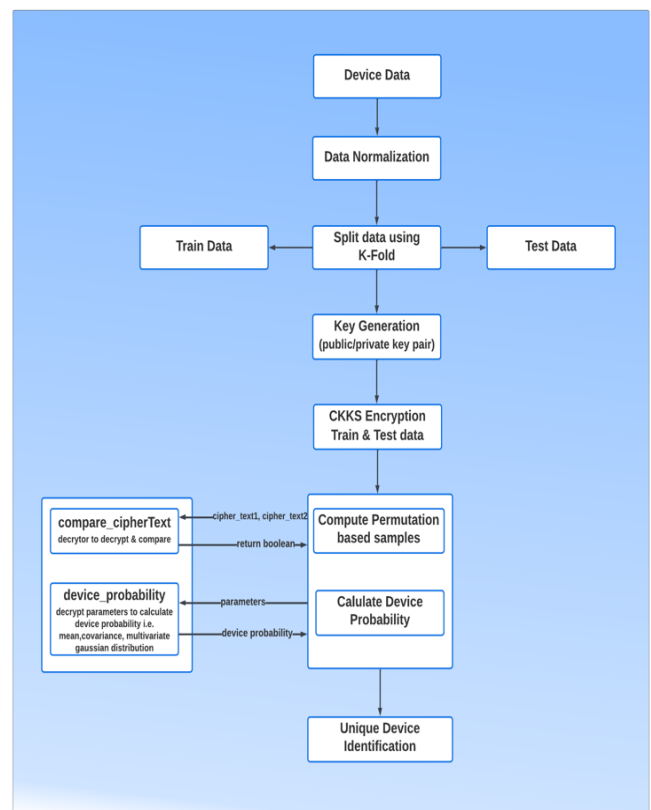 Device Data
Data Normalization
Split data using
K-Fold
Train Data
Test Data
Key Generation
(public/private key pair)
CKKS Encryption
Train & Test data
compare_cipherText
decrytor to decrypt & compare
cipher_text1, cipher_text2
return boolean
Compute Permutation
based samples
device_probability
decrypt parameters to calculate
device probability i.e.
mean,covariance, multivariate
gaussian distribution
parameters
device probability
Calulate Device
Probability
Unique Device
Identification